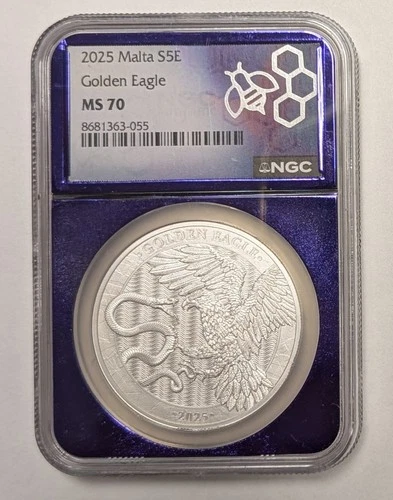 2025 Malta S5E
Golden Eagle
MS 70
8681363-055
NGC
·GOLDEN EAGLE·
·2025·